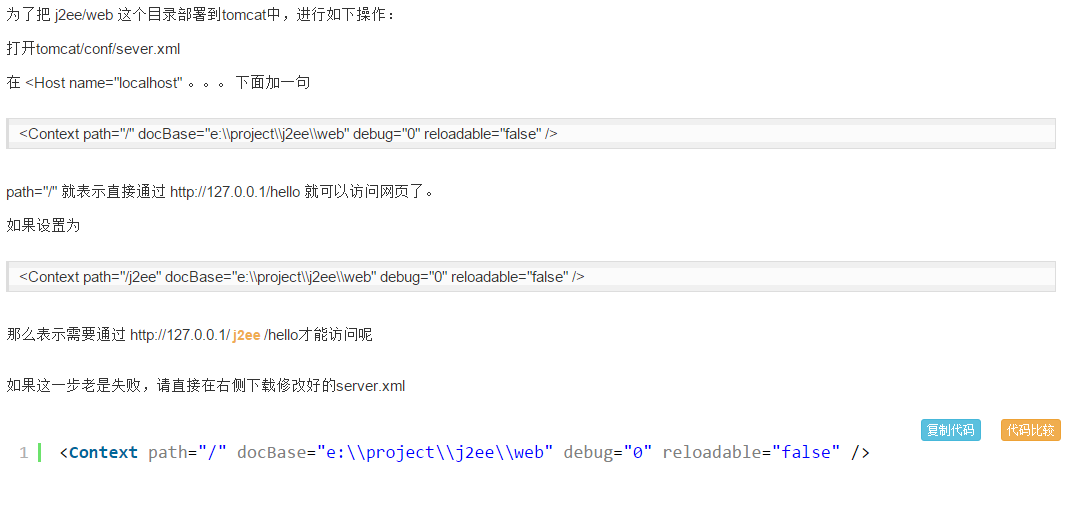 为了把 j2ee/web 这个目录部署到tomcat中，进行如下操作：
打开tomcat/conf/sever.xml
在 <Host name="localhost" 。。。 下面加一句
<Context path="/" docBase="e:\\project\\j2ee\\web" debug="0" reloadable="false" />
path="/" 就表示直接通过 http://127.0.0.1/hello 就可以访问网页了。
如果设置为
<Context path="/j2ee" docBase="e:\\project\\j2ee\\web" debug="0" reloadable="false" />
那么表示需要通过 http://127.0.0.1/j2ee /hello才能访问呢
如果这一步老是失败，请直接在右侧下载修改好的server.xml
复制代码 代码比较
1 <Context path="/" docBase="e:\\project\\j2ee\\web" debug="0" reloadable="false" />